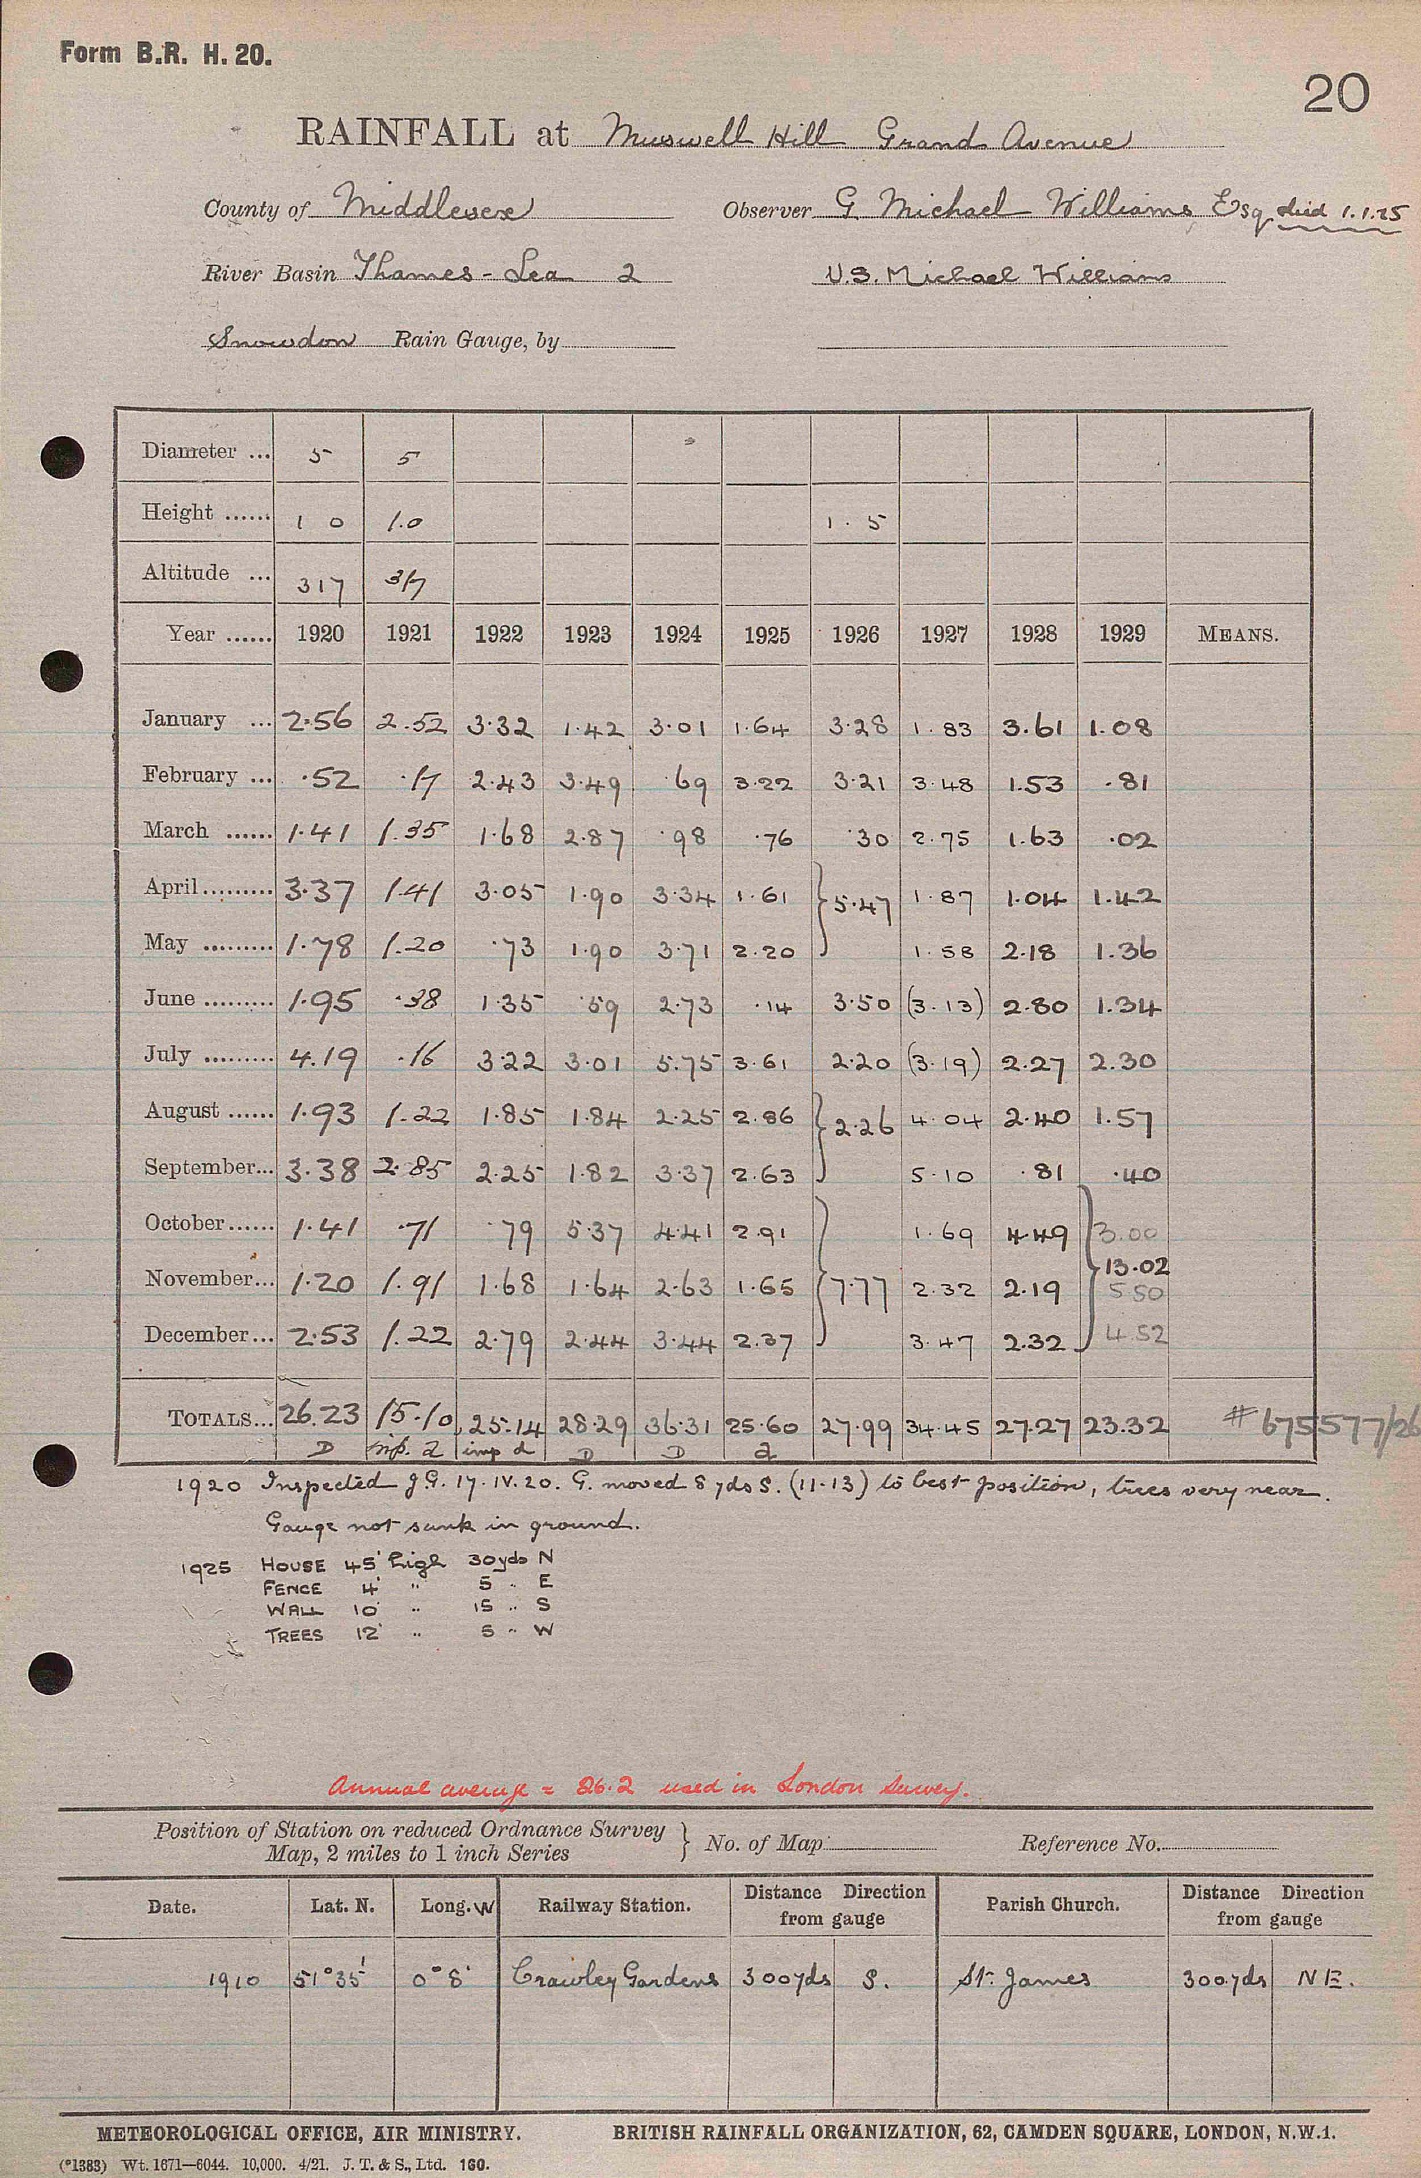 Form B.R. H. 20.
20
RAINFALL at Muswell Hill Grand Avenue
County of Middlesex Observer G. Michael Williams Esq died 1.1.25
River Basin Thames - Lea 2 V.S. Michael Williams
Snowdon Rain Gauge, by
Diameter ... 5 5
Height ...... 1 0 1.0 1.5
Altitude ... 317 317
Year ...... 1920 1921 1922 1923 1924 1925 1926 1927 1928 1929 MEANS.
January ... 2.56 2.52 3.32 1.42 3.01 1.64 3.28 1.83 3.61 1.08
February ... .52 .17 2.43 3.49 .69 3.22 3.21 3.48 1.53 .81
March ...... 1.41 1.35 1.68 2.87 .98 .76 .30 2.75 1.63 .02
April ......... 3.37 1.41 3.05 1.90 3.34 1.61 } 5.47 1.87 1.04 1.42
May ......... 1.78 1.20 .73 1.90 3.71 2.20 1.58 2.18 1.36
June ......... 1.95 .38 1.35 .59 2.73 .14 3.50 (3.13) 2.80 1.34
July ......... 4.19 .16 3.22 3.01 5.75 3.61 2.20 (3.19) 2.27 2.30
August ...... 1.93 1.22 1.85 1.84 2.25 2.86 } 2.26 4.04 2.40 1.57
September... 3.38 2.85 2.25 1.82 3.37 2.63 5.10 .81 .40
October ...... 1.41 .71 .79 5.37 4.41 2.91 1.69 4.49 3.00
13.02
November... 1.20 1.91 1.68 1.64 2.63 1.65 } 7.77 2.32 2.19 } 5.50
December... 2.53 1.22 2.79 2.44 3.44 2.37 3.47 2.32 4.52
TOTALS... 26.23 15.10 25.14 28.29 36.31 25.60 27.99 34.45 27.27 23.32 # 675577/26
D imp. d imp d D D d
1920 Inspected J.G. 17.IV.20. G. moved 8 yds S. (11-13) to best position, trees very near.
Gauge not sunk in ground.
1925 HOUSE 45' high 30yds N
FENCE 4' " 5 " E
WALL 10' " 15 " S
TREES 12' " 5 " W
Annual average = 26.2 used in London Survey.
Position of Station on reduced Ordnance Survey
Map, 2 miles to 1 inch Series } No. of Map Reference No.
Date. Lat. N. Long. W Railway Station. Distance Direction from gauge Parish Church. Distance Direction from gauge
1910 51°35' 0°8' Crawley Gardens 300yds S. St. James 300yds NE.
METEOROLOGICAL OFFICE, AIR MINISTRY. BRITISH RAINFALL ORGANIZATION, 62, CAMDEN SQUARE, LONDON, N.W.1.
(*1383) Wt. 1671—6044. 10,000. 4/21. J. T. & S., Ltd. 160.